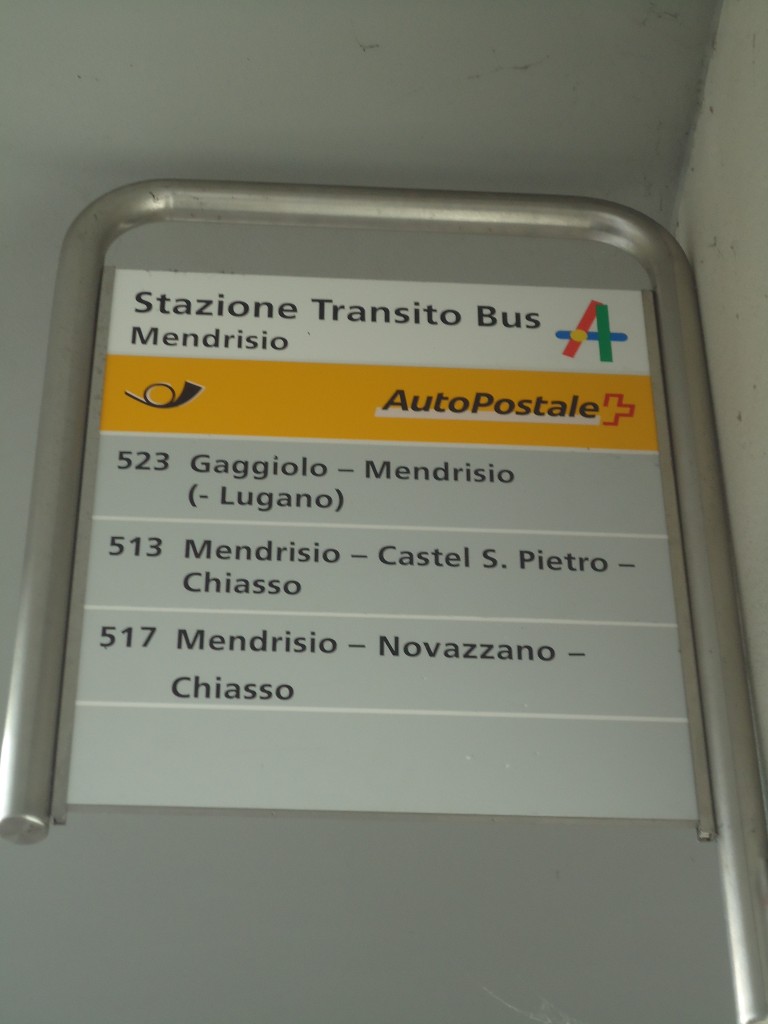 Stazione Transito Bus
Mendrisio
AutoPostale
523 Gaggiolo – Mendrisio
(- Lugano)
513 Mendrisio – Castel S. Pietro –
Chiasso
517 Mendrisio – Novazzano –
Chiasso